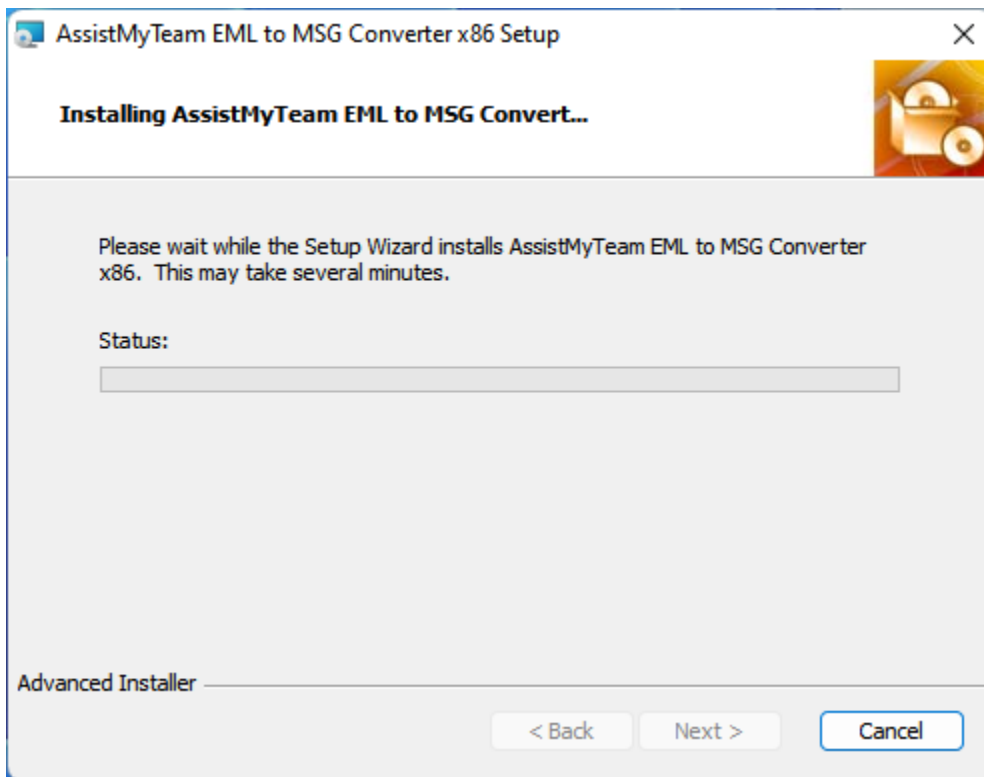 AssistMyTeam EML to MSG Converter x86 Setup
Installing AssistMyTeam EML to MSG Convert...
Please wait while the Setup Wizard installs AssistMyTeam EML to MSG Converter
x86.  This may take several minutes.
Status:
Advanced Installer
< Back
Next >
Cancel